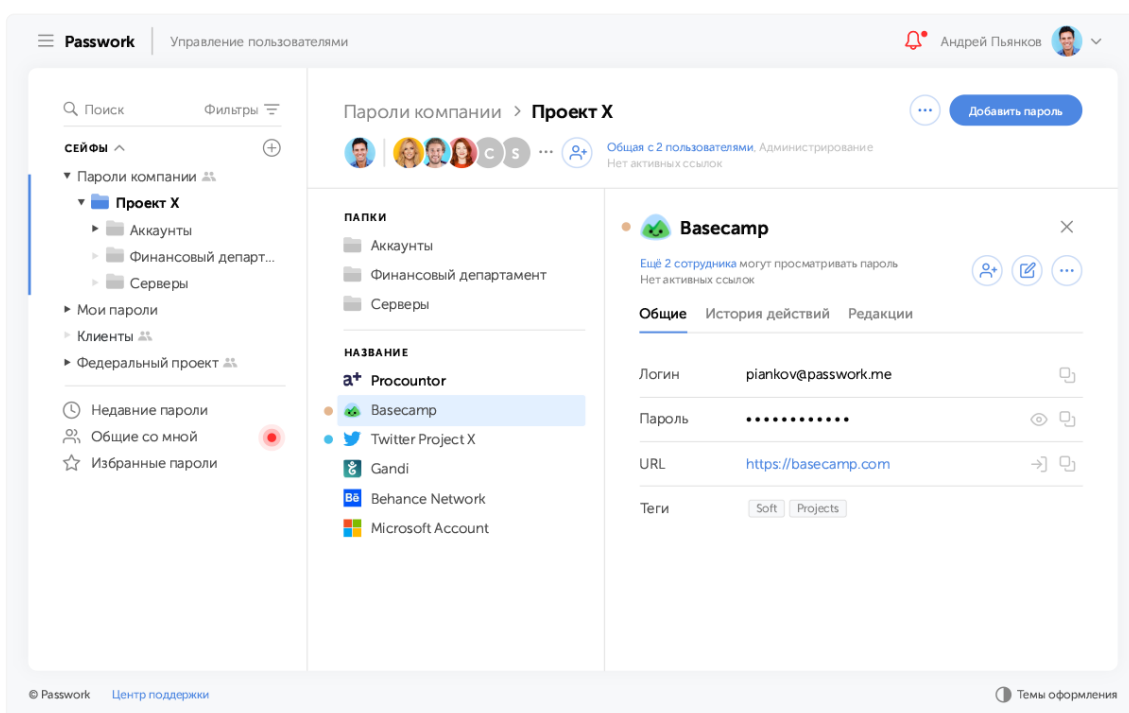 Passwork
Управление пользователями
Андрей Пьянков
Поиск
Фильтры
СЕЙФЫ
Пароли компании
Проект X
Аккаунты
Финансовый департ...
Серверы
Мои пароли
Клиенты
Федеральный проект
Недавние пароли
Общие со мной
Избранные пароли
Пароли компании > Проект X
Добавить пароль
C S
Общая с 2 пользователями, Администрирование
Нет активных ссылок
ПАПКИ
Аккаунты
Финансовый департамент
Серверы
НАЗВАНИЕ
a+ Procountor
Basecamp
Twitter Project X
Gandi
Bē Behance Network
Microsoft Account
Basecamp
Ещё 2 сотрудника могут просматривать пароль
Нет активных ссылок
Общие История действий Редакции
Логин piankov@passwork.me
Пароль ••••••••••••
URL https://basecamp.com
Теги Soft Projects
© Passwork Центр поддержки
Темы оформления